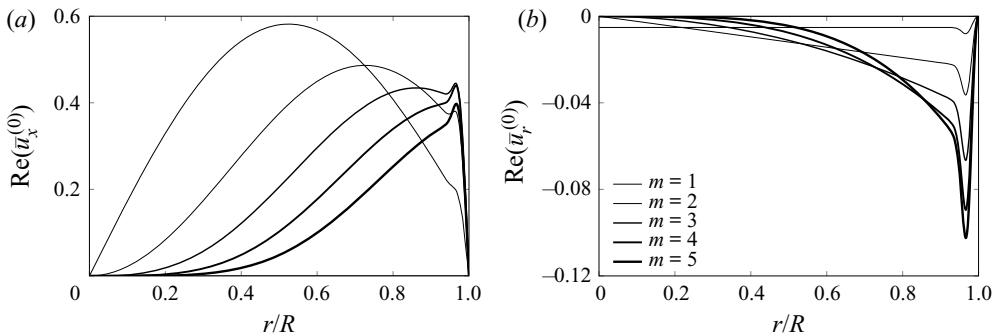 (a)
0.6
0.4
0.2
0
0.2
0.4
0.6
0.8
1.0
Re(ū_x^(0))
r/R
(b)
0
−0.04
−0.08
−0.12
0
0.2
0.4
0.6
0.8
1.0
Re(ū_r^(0))
r/R
m = 1
m = 2
m = 3
m = 4
m = 5